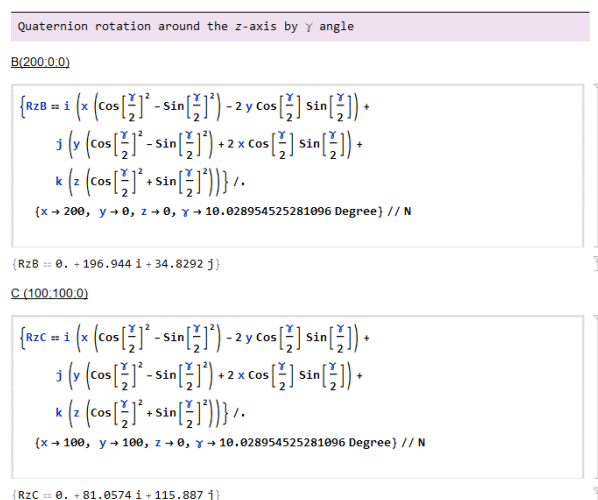 Quaternion rotation around the z-axis by γ angle
B(200:0:0)
{RzB == i (x (Cos[γ/2]² - Sin[γ/2]²) - 2 y Cos[γ/2] Sin[γ/2]) +
j (y (Cos[γ/2]² - Sin[γ/2]²) + 2 x Cos[γ/2] Sin[γ/2]) +
k (z (Cos[γ/2]² + Sin[γ/2]²))} /.
{x → 200, y → 0, z → 0, γ → 10.028954525281096 Degree} // N
{RzB == 0. + 196.944 i + 34.8292 j}
C (100:100:0)
{RzC == i (x (Cos[γ/2]² - Sin[γ/2]²) - 2 y Cos[γ/2] Sin[γ/2]) +
j (y (Cos[γ/2]² - Sin[γ/2]²) + 2 x Cos[γ/2] Sin[γ/2]) +
k (z (Cos[γ/2]² + Sin[γ/2]²))} /.
{x → 100, y → 100, z → 0, γ → 10.028954525281096 Degree} // N
{RzC == 0. + 81.0574 i + 115.887 j}